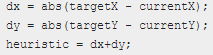 dx = abs(targetX - currentX);
dy = abs(targetY - currentY);
heuristic = dx+dy;